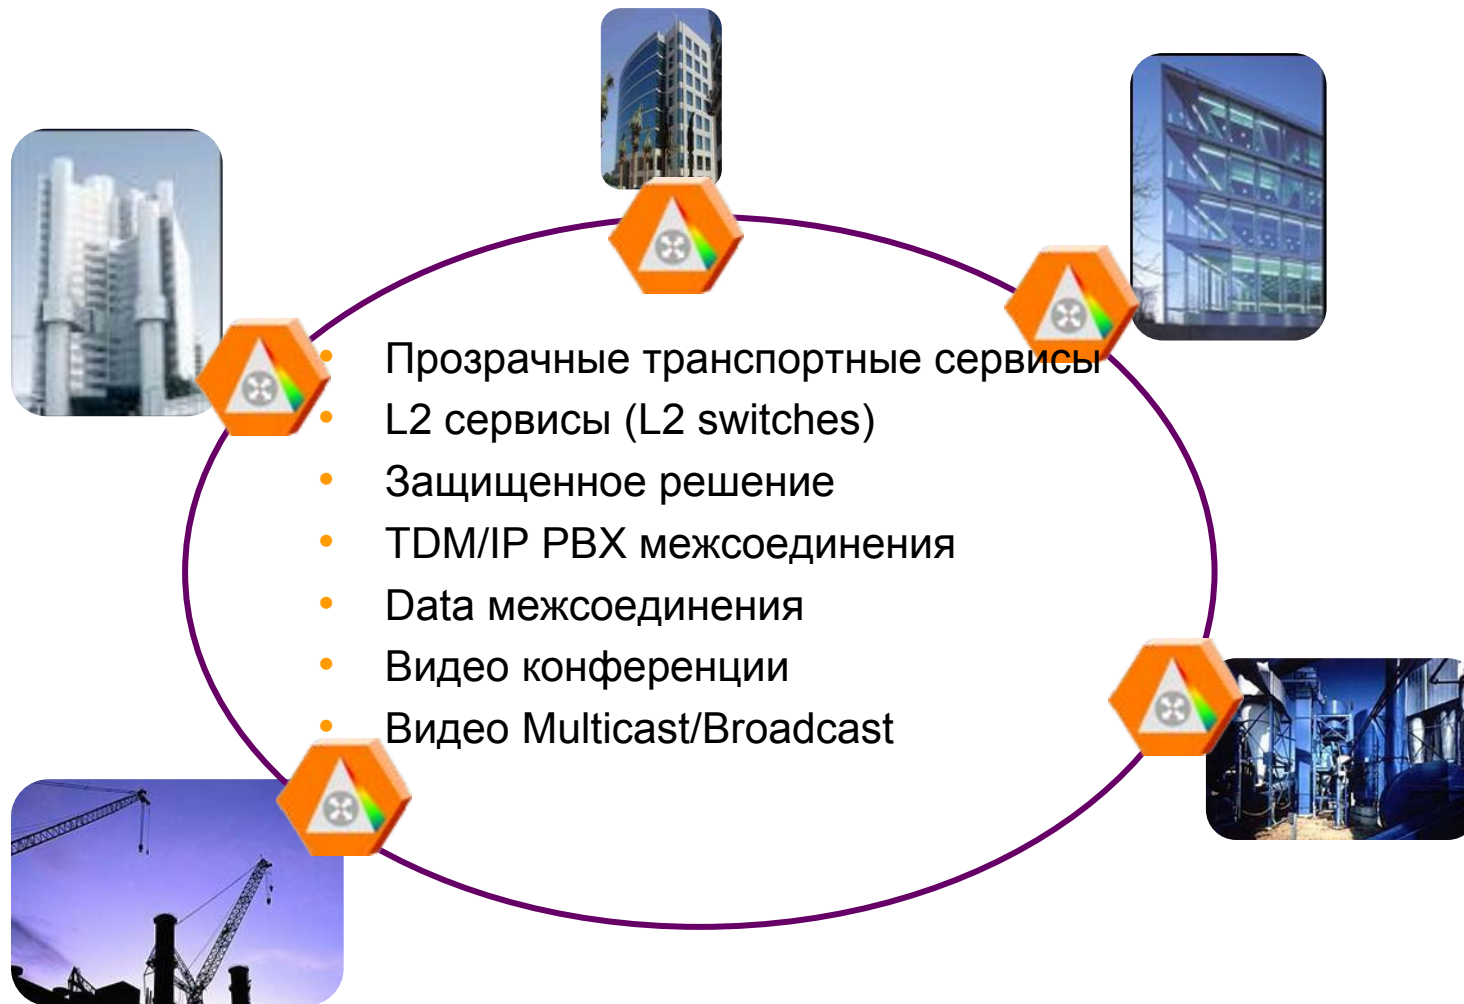 Прозрачные транспортные сервисы
L2 сервисы (L2 switches)
Защищенное решение
TDM/IP PBX межсоединения
Data межсоединения
Видео конференции
Видео Multicast/Broadcast